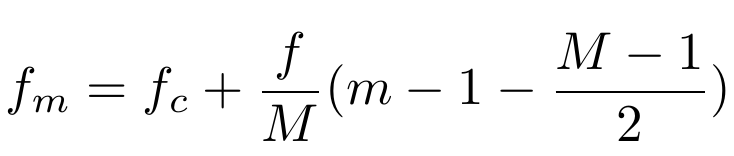 f_m = f_c + \frac{f}{M}(m - 1 - \frac{M - 1}{2})